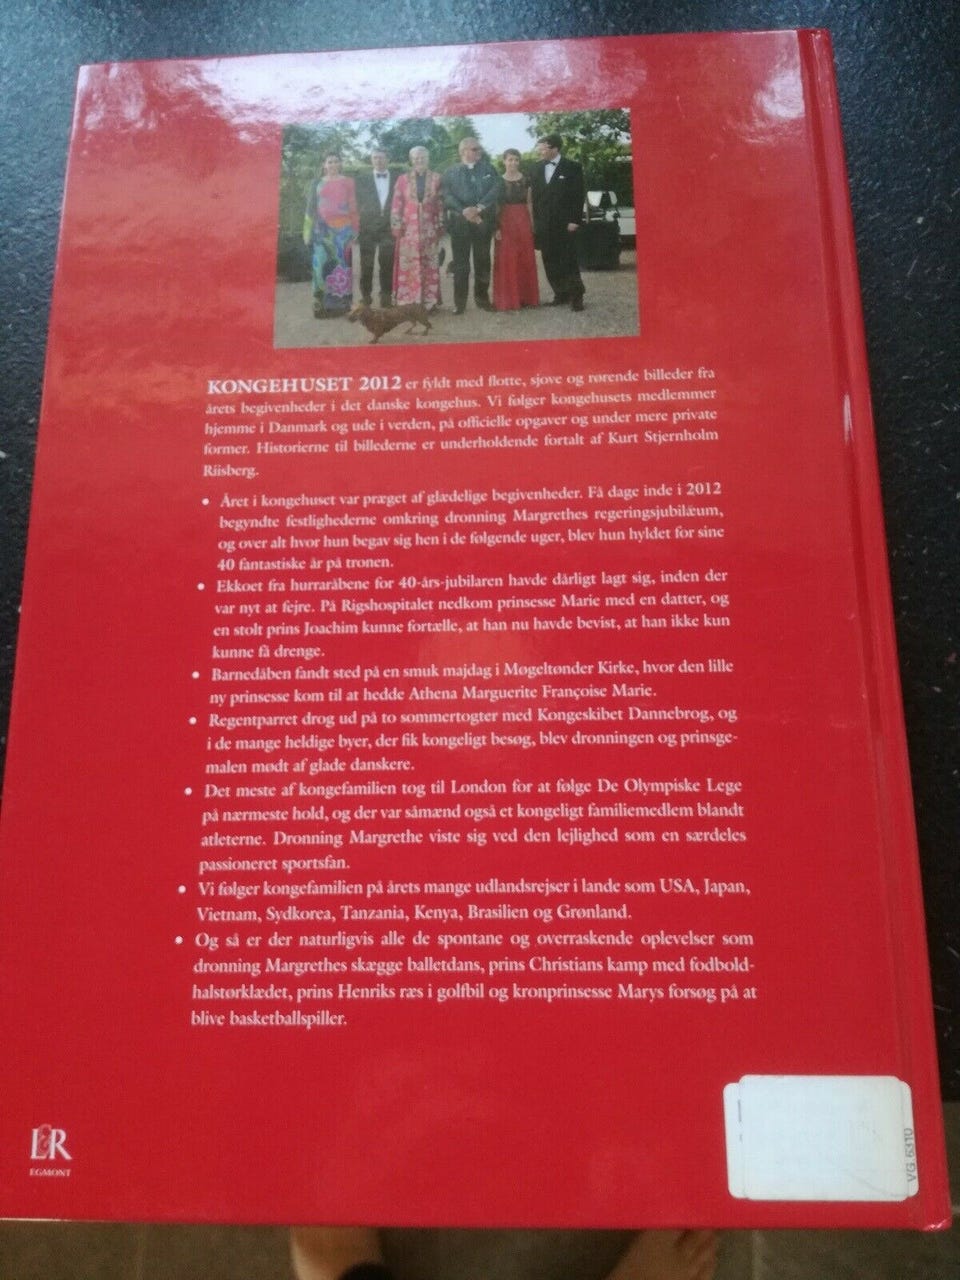 KONGEHUSET 2012 er fyldt med flotte, sjove og rørende billeder fra
årets begivenheder i det danske kongehus. Vi følger kongehusets medlemmer
hjemme i Danmark og ude i verden, på officielle opgaver og under mere private
former. Historierne til billederne er underholdende fortalt af Kurt Stjernholm
Riisberg.
• Året i kongehuset var præget af glædelige begivenheder. Få dage inde i 2012
begyndte festlighederne omkring dronning Margrethes regeringsjubilæum,
og over alt hvor hun begav sig hen i de følgende uger, blev hun hyldet for sine
40 fantastiske år på tronen.
• Ekkoet fra hurraråbene for 40-års-jubilaren havde dårligt lagt sig, inden der
var nyt at fejre. På Rigshospitalet nedkom prinsesse Marie med en datter, og
en stolt prins Joachim kunne fortælle, at han nu havde bevist, at han ikke kun
kunne få drenge.
• Barnedåben fandt sted på en smuk majdag i Møgeltønder Kirke, hvor den lille
ny prinsesse kom til at hedde Athena Marguerite Françoise Marie.
• Regentparret drog ud på to sommertogter med Kongeskibet Dannebrog, og
i de mange heldige byer, der fik kongeligt besøg, blev dronningen og prinsge-
malen mødt af glade danskere.
• Det meste af kongefamilien tog til London for at følge De Olympiske Lege
på nærmeste hold, og der var såmænd også et kongeligt familiemedlem blandt
atleterne. Dronning Margrethe viste sig ved den lejlighed som en særdeles
passioneret sportsfan.
• Vi følger kongefamilien på årets mange udlandsrejser i lande som USA, Japan,
Vietnam, Sydkorea, Tanzania, Kenya, Brasilien og Grønland.
• Og så er der naturligvis alle de spontane og overraskende oplevelser som
dronning Margrethes skægge balletdans, prins Christians kamp med fodbold-
halstørklædet, prins Henriks ræs i golfbil og kronprinsesse Marys forsøg på at
blive basketballspiller.
L&R
EGMONT
VG 6310